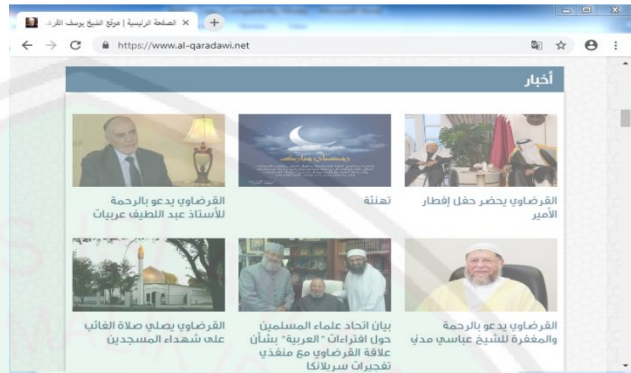 الصفحة الرئيسية | موقع الشيخ يوسف القرد
https://www.al-qaradawi.net
أخبار
القرضاوي يحضر حفل إفطار
الأمير
تهنئة
القرضاوي يدعو بالرحمة
للأستاذ عبد اللطيف عربيات
القرضاوي يدعو بالرحمة
والمغفرة للشيخ عباسي مدني
بيان اتحاد علماء المسلمين
حول افتراءات "العربية" بشأن
علاقة القرضاوي مع منفذي
تفجيرات سريلانكا
القرضاوي يصلي صلاة الغائب
على شهداء المسجدين